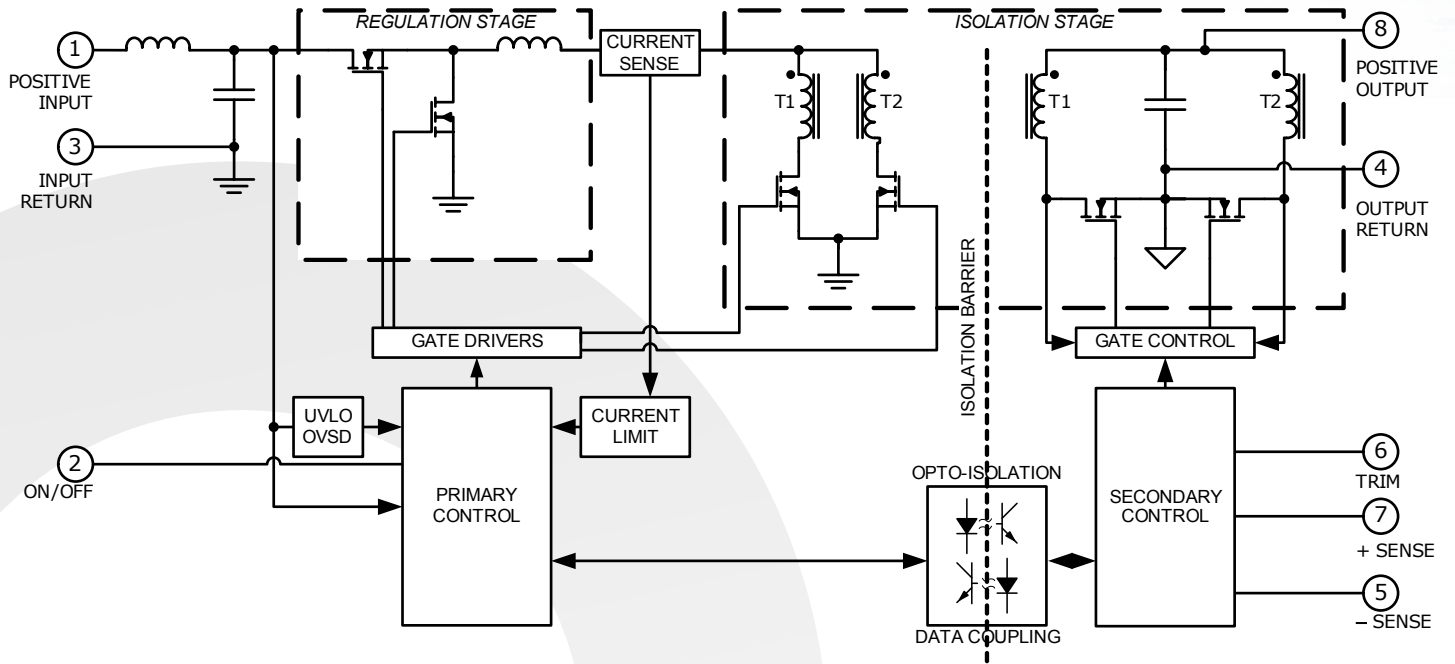 REGULATION STAGE
ISOLATION STAGE
1
POSITIVE
INPUT
3
INPUT
RETURN
CURRENT
SENSE
T1
T2
T1
T2
8
POSITIVE
OUTPUT
4
OUTPUT
RETURN
ISOLATION BARRIER
GATE DRIVERS
GATE CONTROL
UVLO
OVSD
CURRENT
LIMIT
2
ON/OFF
PRIMARY
CONTROL
OPTO-ISOLATION
DATA COUPLING
SECONDARY
CONTROL
6
TRIM
7
+ SENSE
5
– SENSE